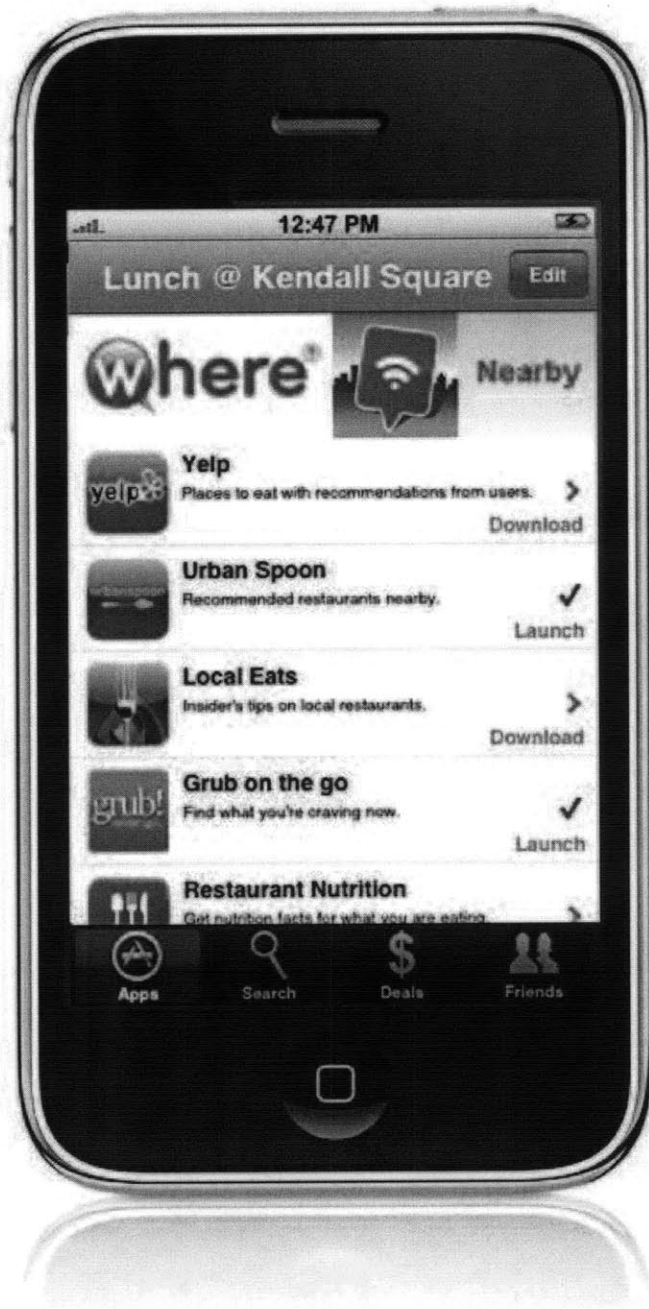 12:47 PM
Lunch @ Kendall Square Edit
where® Nearby
yelp Yelp
Places to eat with recommendations from users.
Download
urbanspoon Urban Spoon
Recommended restaurants nearby.
Launch
Local Eats
Insider's tips on local restaurants.
Download
grub! Grub on the go
Find what you're craving now.
Launch
Restaurant Nutrition
Get nutrition facts for what you are eating
Apps Search Deals Friends